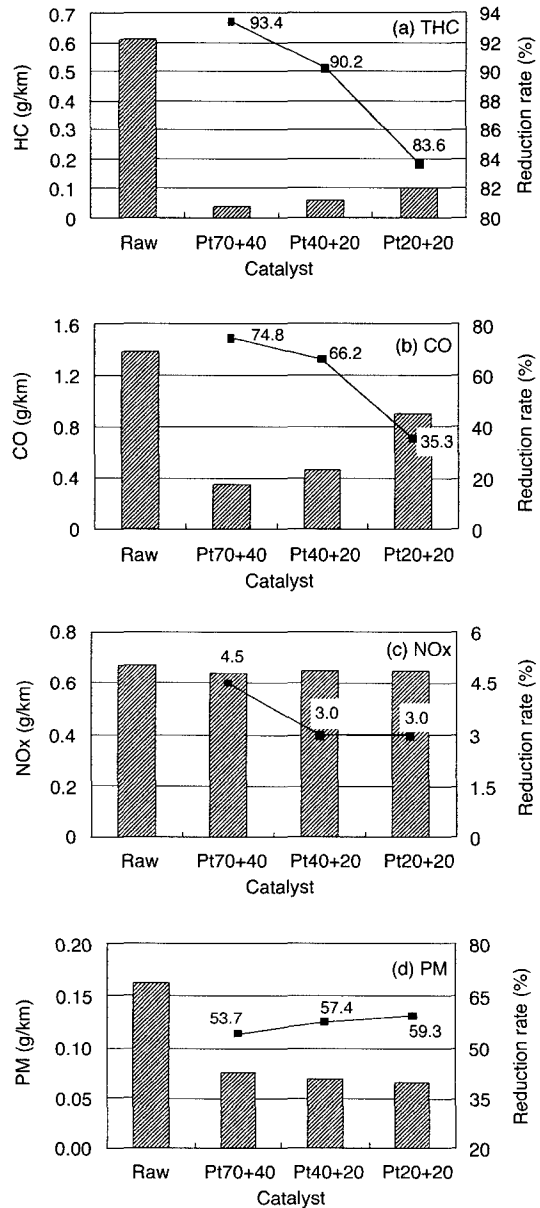 0.7
0.6
0.5
0.4
0.3
0.2
0.1
0
HC (g/km)
(a) THC
93.4
90.2
83.6
94
92
90
88
86
84
82
80
Reduction rate (%)
Raw Pt70+40 Pt40+20 Pt20+20
Catalyst
1.6
1.2
0.8
0.4
0
CO (g/km)
(b) CO
74.8
66.2
35.3
80
60
40
20
0
Reduction rate (%)
Raw Pt70+40 Pt40+20 Pt20+20
Catalyst
0.8
0.6
0.4
0.2
0
NOx (g/km)
(c) NOx
4.5
3.0
3.0
6
4.5
3
1.5
0
Reduction rate (%)
Raw Pt70+40 Pt40+20 Pt20+20
Catalyst
0.20
0.15
0.10
0.05
0.00
PM (g/km)
(d) PM
53.7
57.4
59.3
80
65
50
35
20
Reduction rate (%)
Raw Pt70+40 Pt40+20 Pt20+20
Catalyst